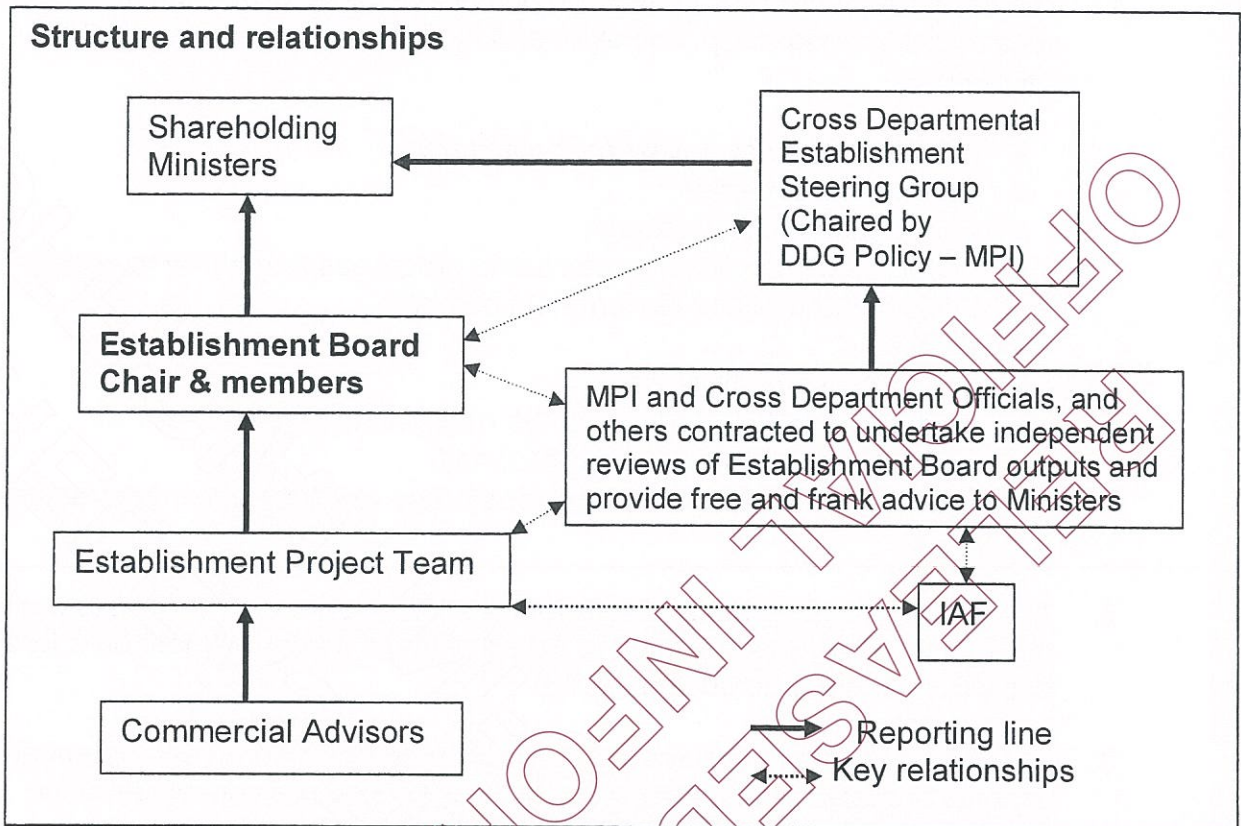 Structure and relationships
Shareholding
Ministers
Cross Departmental
Establishment
Steering Group
(Chaired by
DDG Policy – MPI)
Establishment Board
Chair & members
MPI and Cross Department Officials, and
others contracted to undertake independent
reviews of Establishment Board outputs and
provide free and frank advice to Ministers
Establishment Project Team
IAF
Commercial Advisors
Reporting line
Key relationships
OFFICIAL INFO
RELEASED